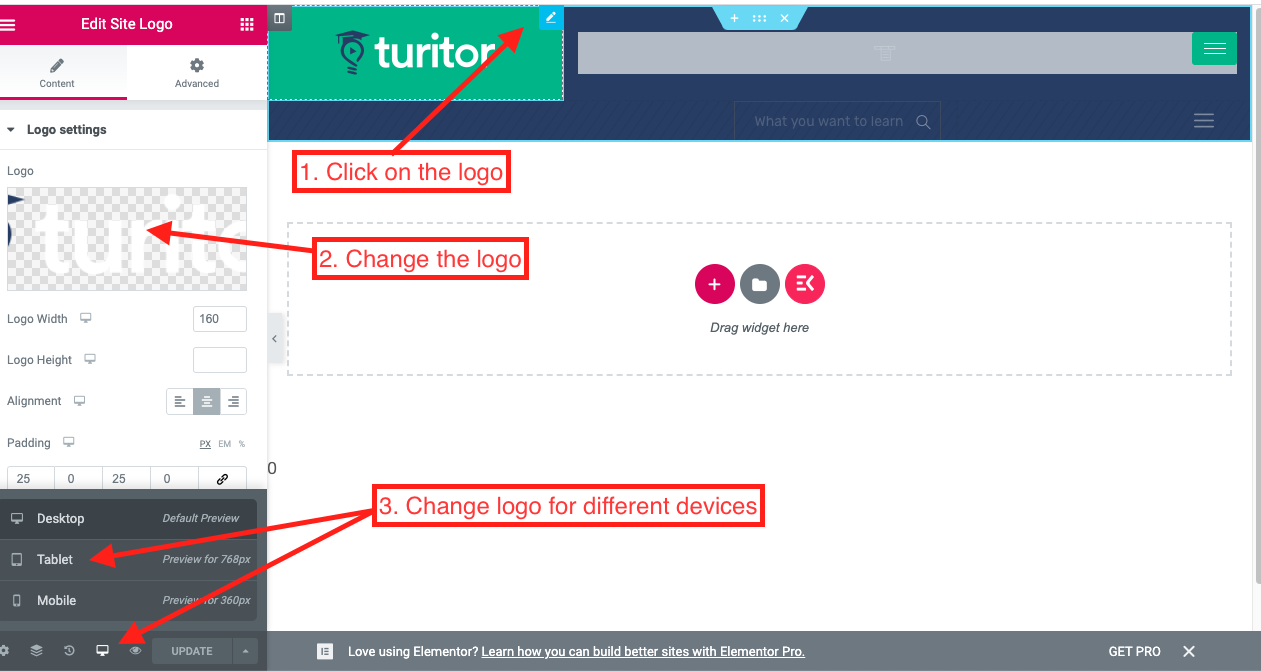 Edit Site Logo
Content
Advanced
Logo settings
Logo
turito
Logo Width
160
Logo Height
Alignment
Padding
PX EM %
25 0 25 0
Desktop Default Preview
Tablet Preview for 768px
Mobile Preview for 360px
UPDATE
turitor
What you want to learn
1. Click on the logo
2. Change the logo
Drag widget here
0
3. Change logo for different devices
Love using Elementor? Learn how you can build better sites with Elementor Pro.
GET PRO